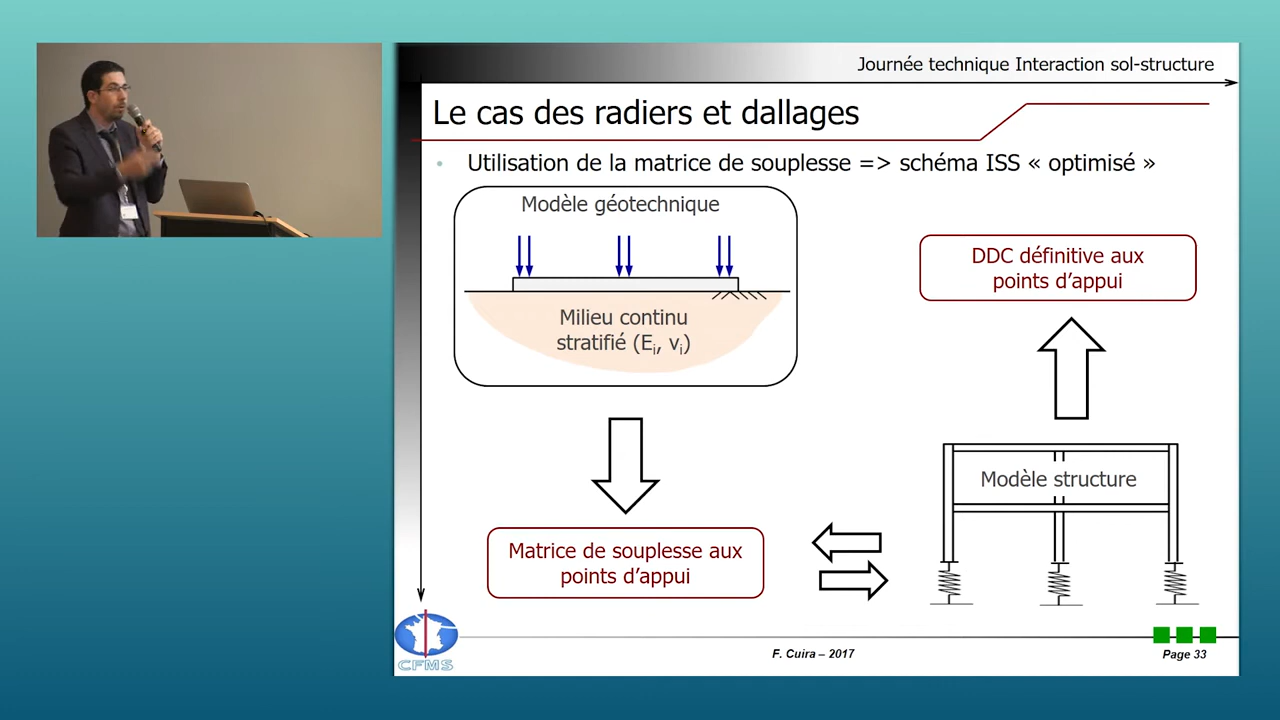 Journée technique Interaction sol-structure
Le cas des radiers et dallages
• Utilisation de la matrice de souplesse => schéma ISS « optimisé »
Modèle géotechnique
Milieu continu
stratifié (Ei, νi)
DDC définitive aux
points d’appui
Modèle structure
Matrice de souplesse aux
points d’appui
CFMS
F. Cuira – 2017
Page 33